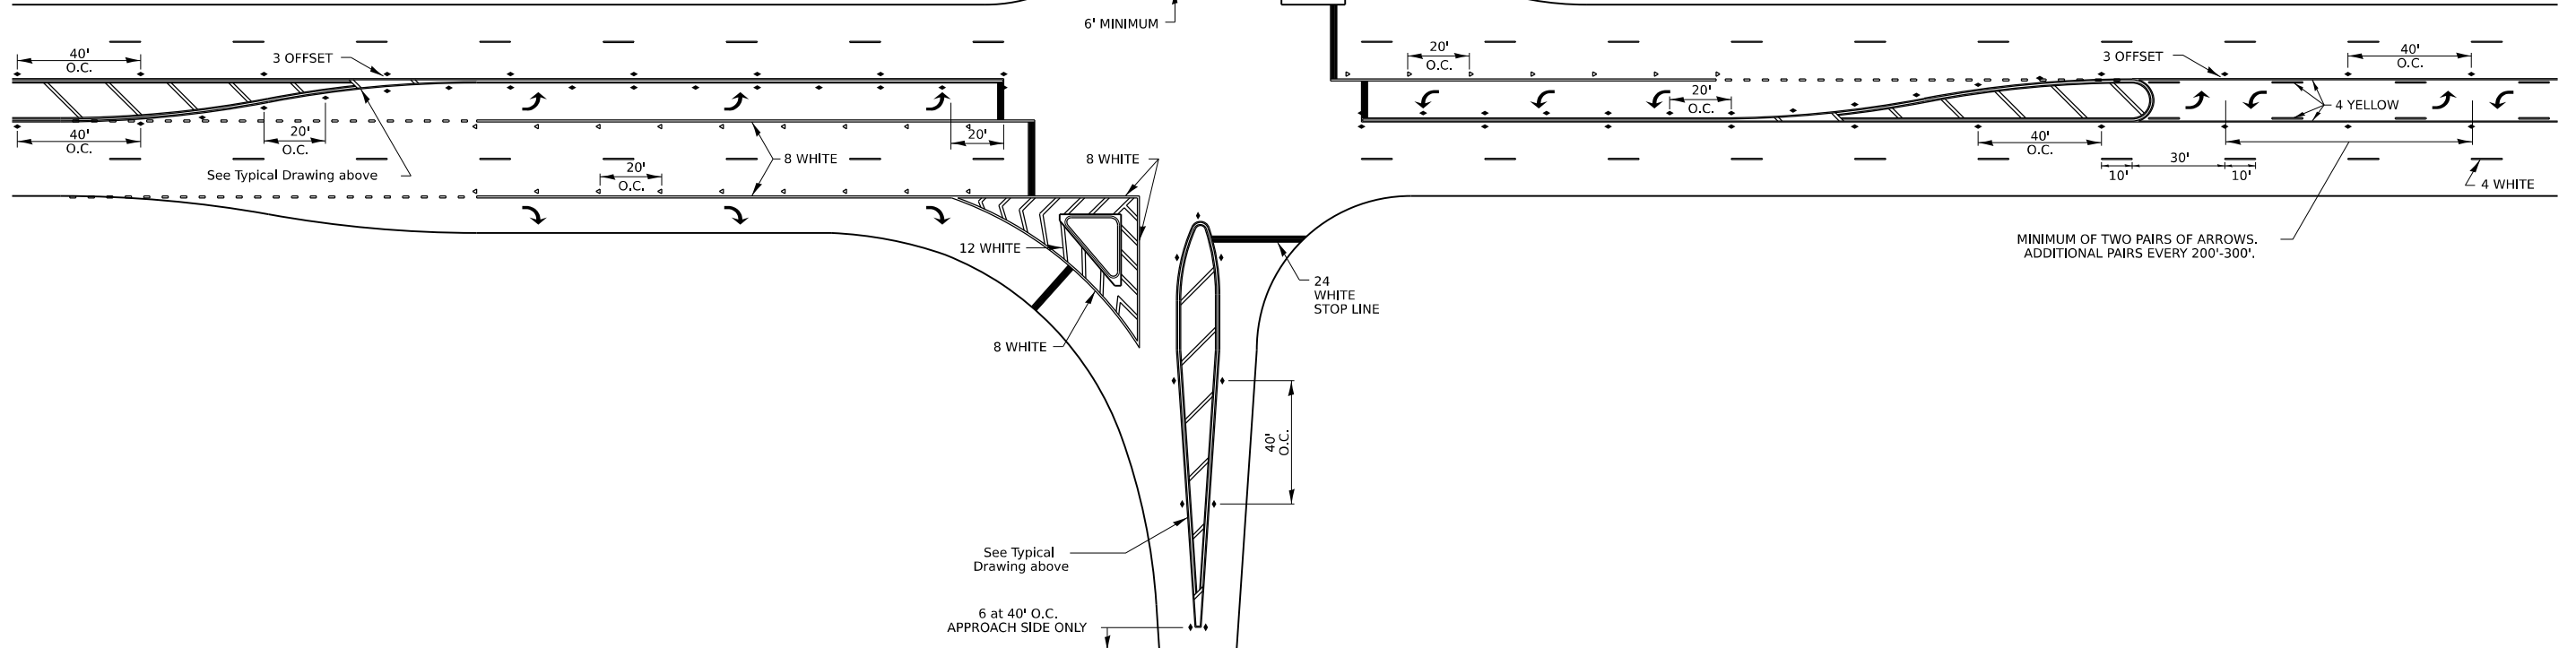 6' MINIMUM
40'
O.C.
3 OFFSET
20'
O.C.
3 OFFSET
40'
O.C.
20'
O.C.
4 YELLOW
40'
O.C.
20'
O.C.
See Typical Drawing above
20'
O.C.
8 WHITE
20'
8 WHITE
40'
O.C.
10'
30'
10'
4 WHITE
12 WHITE
8 WHITE
24
WHITE
STOP LINE
MINIMUM OF TWO PAIRS OF ARROWS.
ADDITIONAL PAIRS EVERY 200'-300'.
40'
O.C.
See Typical
Drawing above
6 at 40' O.C.
APPROACH SIDE ONLY